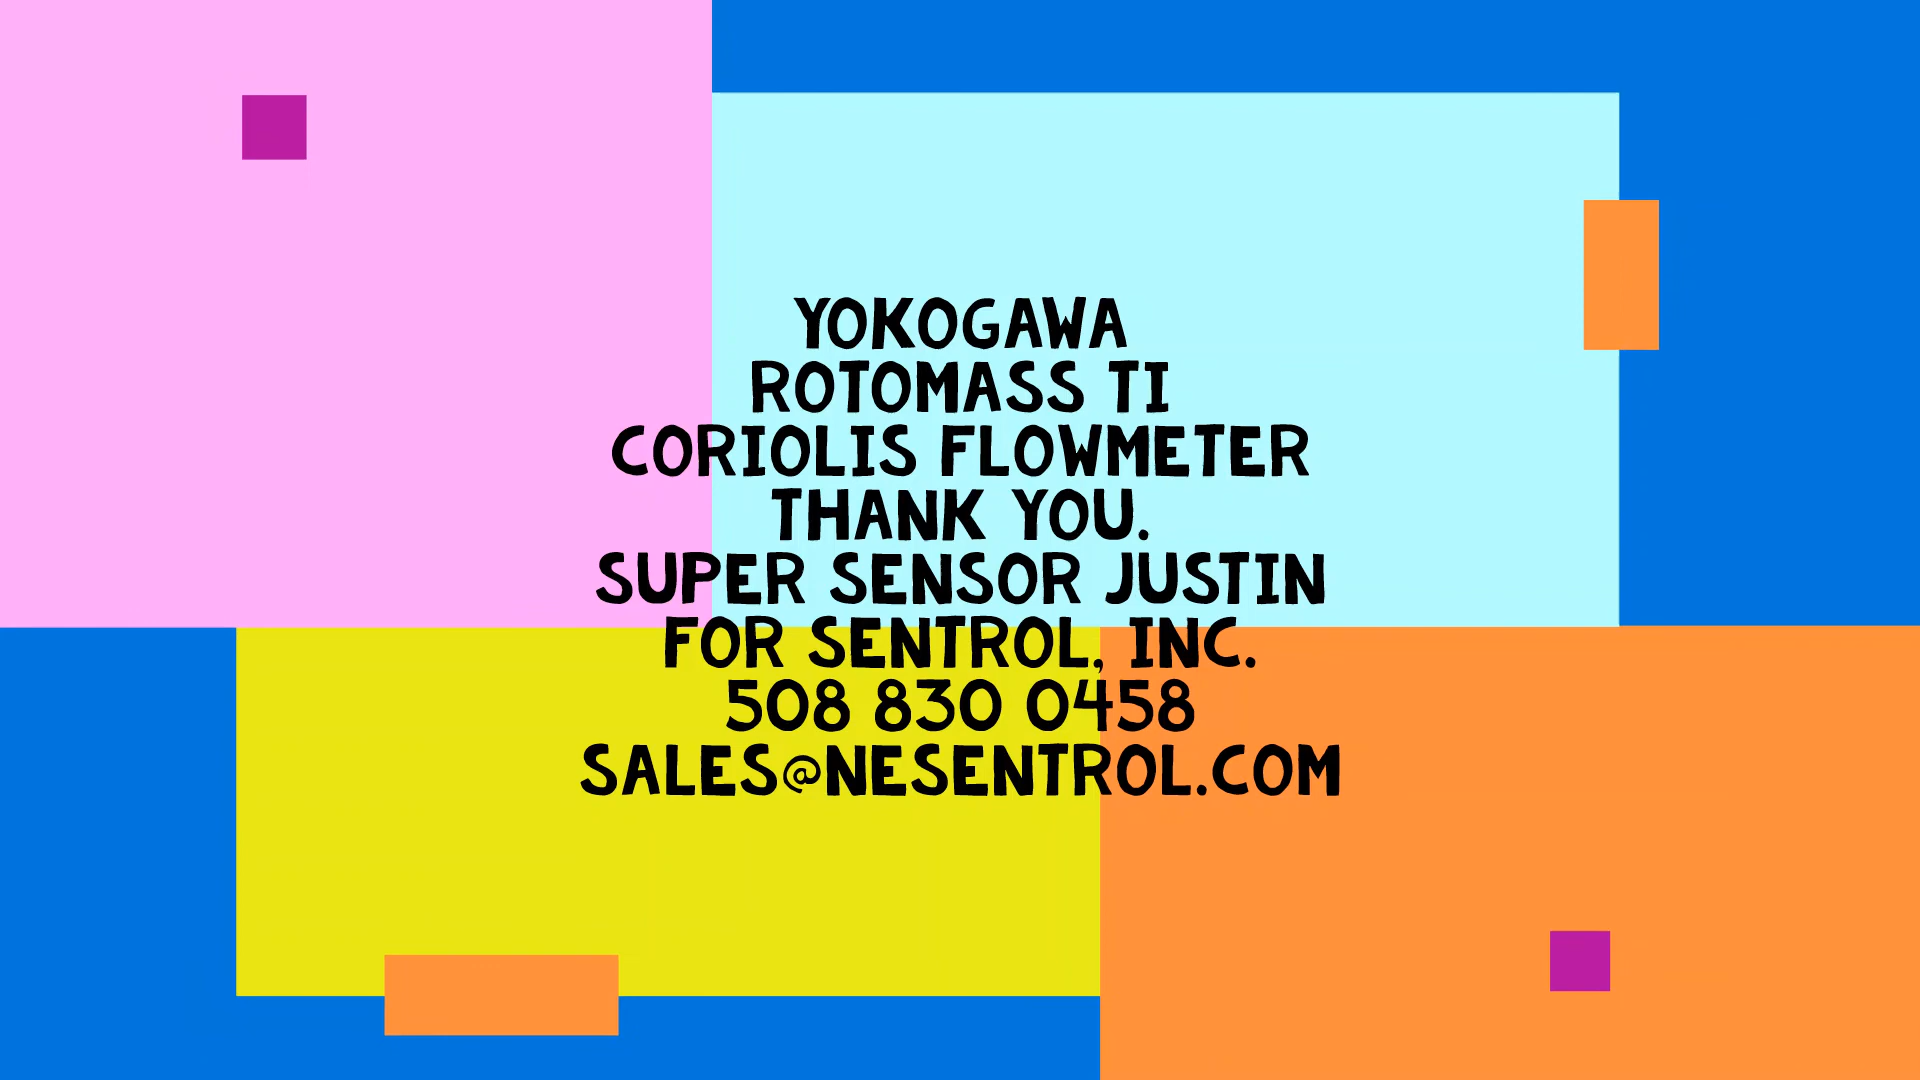 YOKOGAWA
ROTOMASS TI
CORIOLIS FLOWMETER
THANK YOU.
SUPER SENSOR JUSTIN
FOR SENTROL, INC.
508 830 0458
SALES@NESENTROL.COM